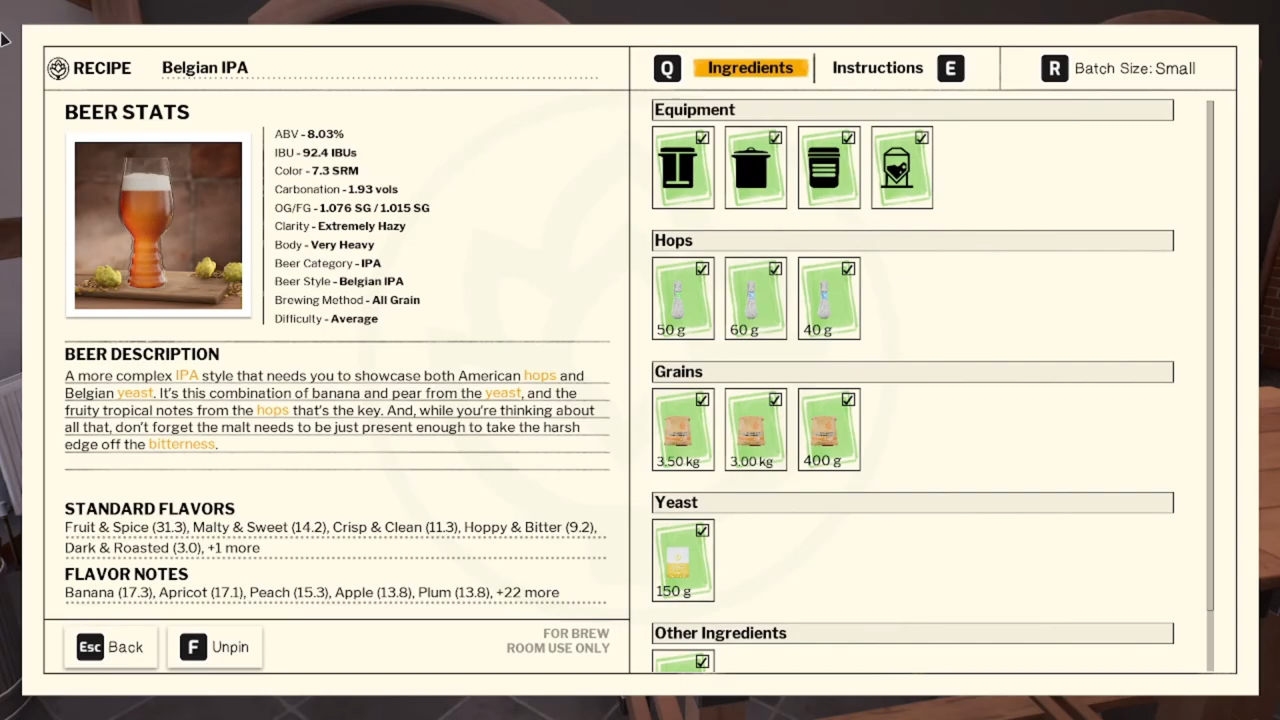 RECIPE
Belgian IPA
BEER STATS
ABV - 8.03%
IBU - 92.4 IBUs
Color - 7.3 SRM
Carbonation - 1.93 vols
OG/FG - 1.076 SG / 1.015 SG
Clarity - Extremely Hazy
Body - Very Heavy
Beer Category - IPA
Beer Style - Belgian IPA
Brewing Method - All Grain
Difficulty - Average
BEER DESCRIPTION
A more complex IPA style that needs you to showcase both American hops and
Belgian yeast. It's this combination of banana and pear from the yeast, and the
fruity tropical notes from the hops that's the key. And, while you're thinking about
all that, don't forget the malt needs to be just present enough to take the harsh
edge off the bitterness.
STANDARD FLAVORS
Fruit & Spice (31.3), Malty & Sweet (14.2), Crisp & Clean (11.3), Hoppy & Bitter (9.2),
Dark & Roasted (3.0), +1 more
FLAVOR NOTES
Banana (17.3), Apricot (17.1), Peach (15.3), Apple (13.8), Plum (13.8), +22 more
Esc Back
F Unpin
FOR BREW
ROOM USE ONLY
Q Ingredients
Instructions E
R Batch Size: Small
Equipment
Hops
50 g
60 g
40 g
Grains
3.50 kg
3.00 kg
400 g
Yeast
150 g
Other Ingredients